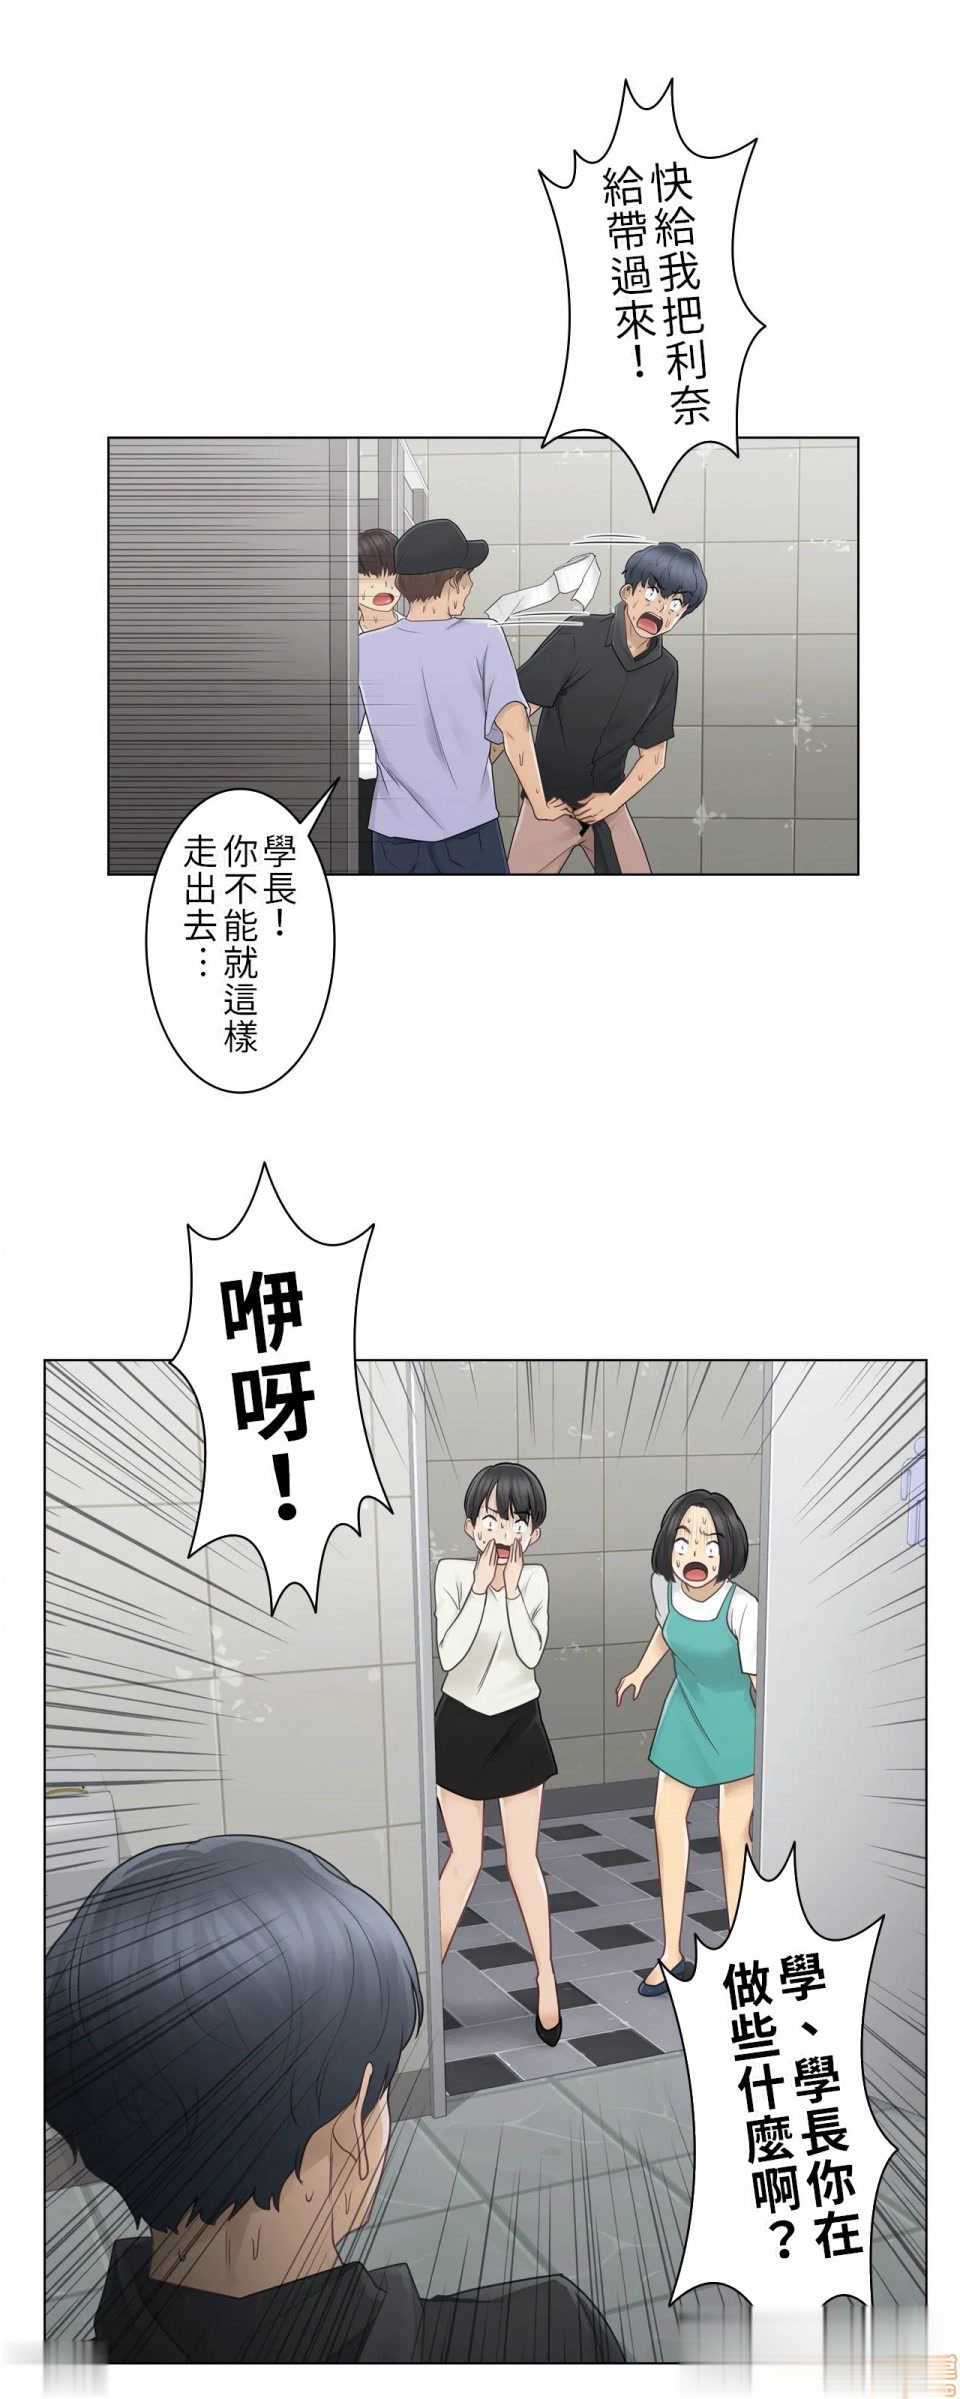 快給我把利奈
給帶過來！
學長！
你不能就這樣
走出去…
咿呀！
學、學長你在
做些什麼啊？